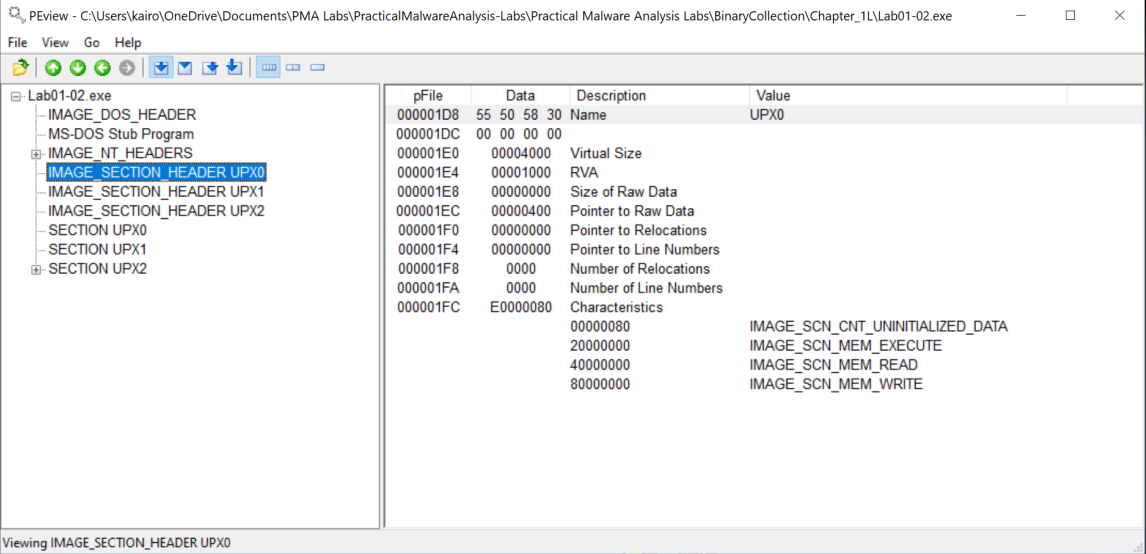 PEview - C:\Users\kairo\OneDrive\Documents\PMA Labs\PracticalMalwareAnalysis-Labs\Practical Malware Analysis Labs\BinaryCollection\Chapter_1L\Lab01-02.exe
File View Go Help
Lab01-02.exe
IMAGE_DOS_HEADER
MS-DOS Stub Program
IMAGE_NT_HEADERS
IMAGE_SECTION_HEADER UPX0
IMAGE_SECTION_HEADER UPX1
IMAGE_SECTION_HEADER UPX2
SECTION UPX0
SECTION UPX1
SECTION UPX2
pFile Data Description Value
000001D8 55 50 58 30 Name UPX0
000001DC 00 00 00 00
000001E0 00004000 Virtual Size
000001E4 00001000 RVA
000001E8 00000000 Size of Raw Data
000001EC 00000400 Pointer to Raw Data
000001F0 00000000 Pointer to Relocations
000001F4 00000000 Pointer to Line Numbers
000001F8 0000 Number of Relocations
000001FA 0000 Number of Line Numbers
000001FC E0000080 Characteristics
00000080 IMAGE_SCN_CNT_UNINITIALIZED_DATA
20000000 IMAGE_SCN_MEM_EXECUTE
40000000 IMAGE_SCN_MEM_READ
80000000 IMAGE_SCN_MEM_WRITE
Viewing IMAGE_SECTION_HEADER UPX0